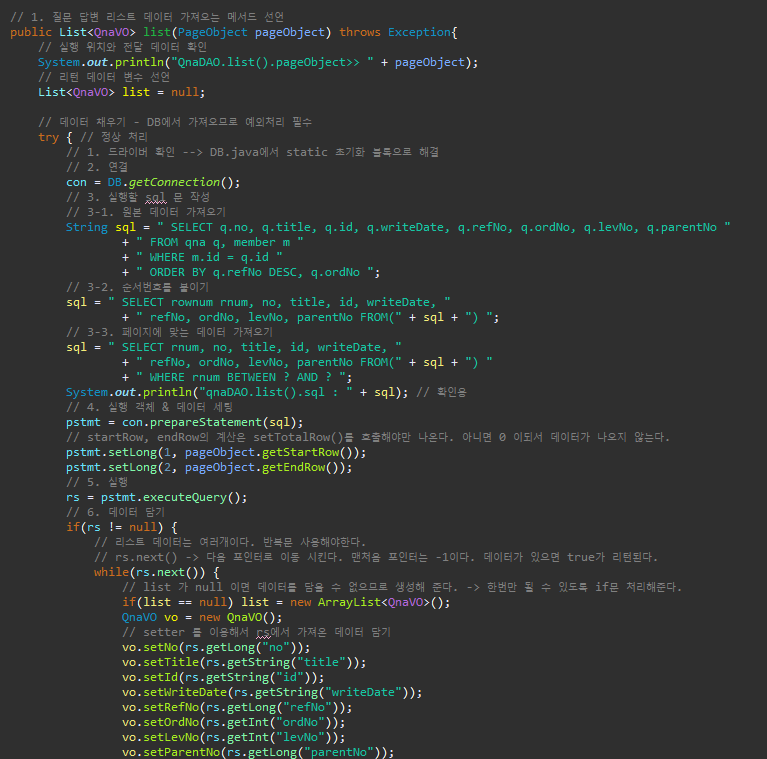 // 1. 질문 답변 리스트 데이터 가져오는 메서드 선언
public List<QnaVO> list(PageObject pageObject) throws Exception{
// 실행 위치와 전달 데이터 확인
System.out.println("QnaDAO.list().pageObject>> " + pageObject);
// 리턴 데이터 변수 선언
List<QnaVO> list = null;
// 데이터 채우기 - DB에서 가져오므로 예외처리 필수
try { // 정상 처리
// 1. 드라이버 확인 --> DB.java에서 static 초기화 블록으로 해결
// 2. 연결
con = DB.getConnection();
// 3. 실행할 sql 문 작성
// 3-1. 원본 데이터 가져오기
String sql = " SELECT q.no, q.title, q.id, q.writeDate, q.refNo, q.ordNo, q.levNo, q.parentNo "
+ " FROM qna q, member m "
+ " WHERE m.id = q.id "
+ " ORDER BY q.refNo DESC, q.ordNo ";
// 3-2. 순서번호를 붙이기
sql = " SELECT rownum rnum, no, title, id, writeDate, "
+ " refNo, ordNo, levNo, parentNo FROM(" + sql + ") ";
// 3-3. 페이지에 맞는 데이터 가져오기
sql = " SELECT rnum, no, title, id, writeDate, "
+ " refNo, ordNo, levNo, parentNo FROM(" + sql + ") "
+ " WHERE rnum BETWEEN ? AND ? ";
System.out.println("qnaDAO.list().sql : " + sql); // 확인용
// 4. 실행 객체 & 데이터 세팅
pstmt = con.prepareStatement(sql);
// startRow, endRow의 계산은 setTotalRow()를 호출해야만 나온다. 아니면 0 이되서 데이터가 나오지 않는다.
pstmt.setLong(1, pageObject.getStartRow());
pstmt.setLong(2, pageObject.getEndRow());
// 5. 실행
rs = pstmt.executeQuery();
// 6. 데이터 담기
if(rs != null) {
// 리스트 데이터는 여러개이다. 반복문 사용해야한다.
// rs.next() -> 다음 포인터로 이동 시킨다. 맨처음 포인터는 -1이다. 데이터가 있으면 true가 리턴된다.
while(rs.next()) {
// list 가 null 이면 데이터를 담을 수 없으므로 생성해 준다. -> 한번만 될 수 있도록 if문 처리해준다.
if(list == null) list = new ArrayList<QnaVO>();
QnaVO vo = new QnaVO();
// setter 를 이용해서 rs에서 가져온 데이터 담기
vo.setNo(rs.getLong("no"));
vo.setTitle(rs.getString("title"));
vo.setId(rs.getString("id"));
vo.setWriteDate(rs.getString("writeDate"));
vo.setRefNo(rs.getLong("refNo"));
vo.setOrdNo(rs.getInt("ordNo"));
vo.setLevNo(rs.getInt("levNo"));
vo.setParentNo(rs.getLong("parentNo"));